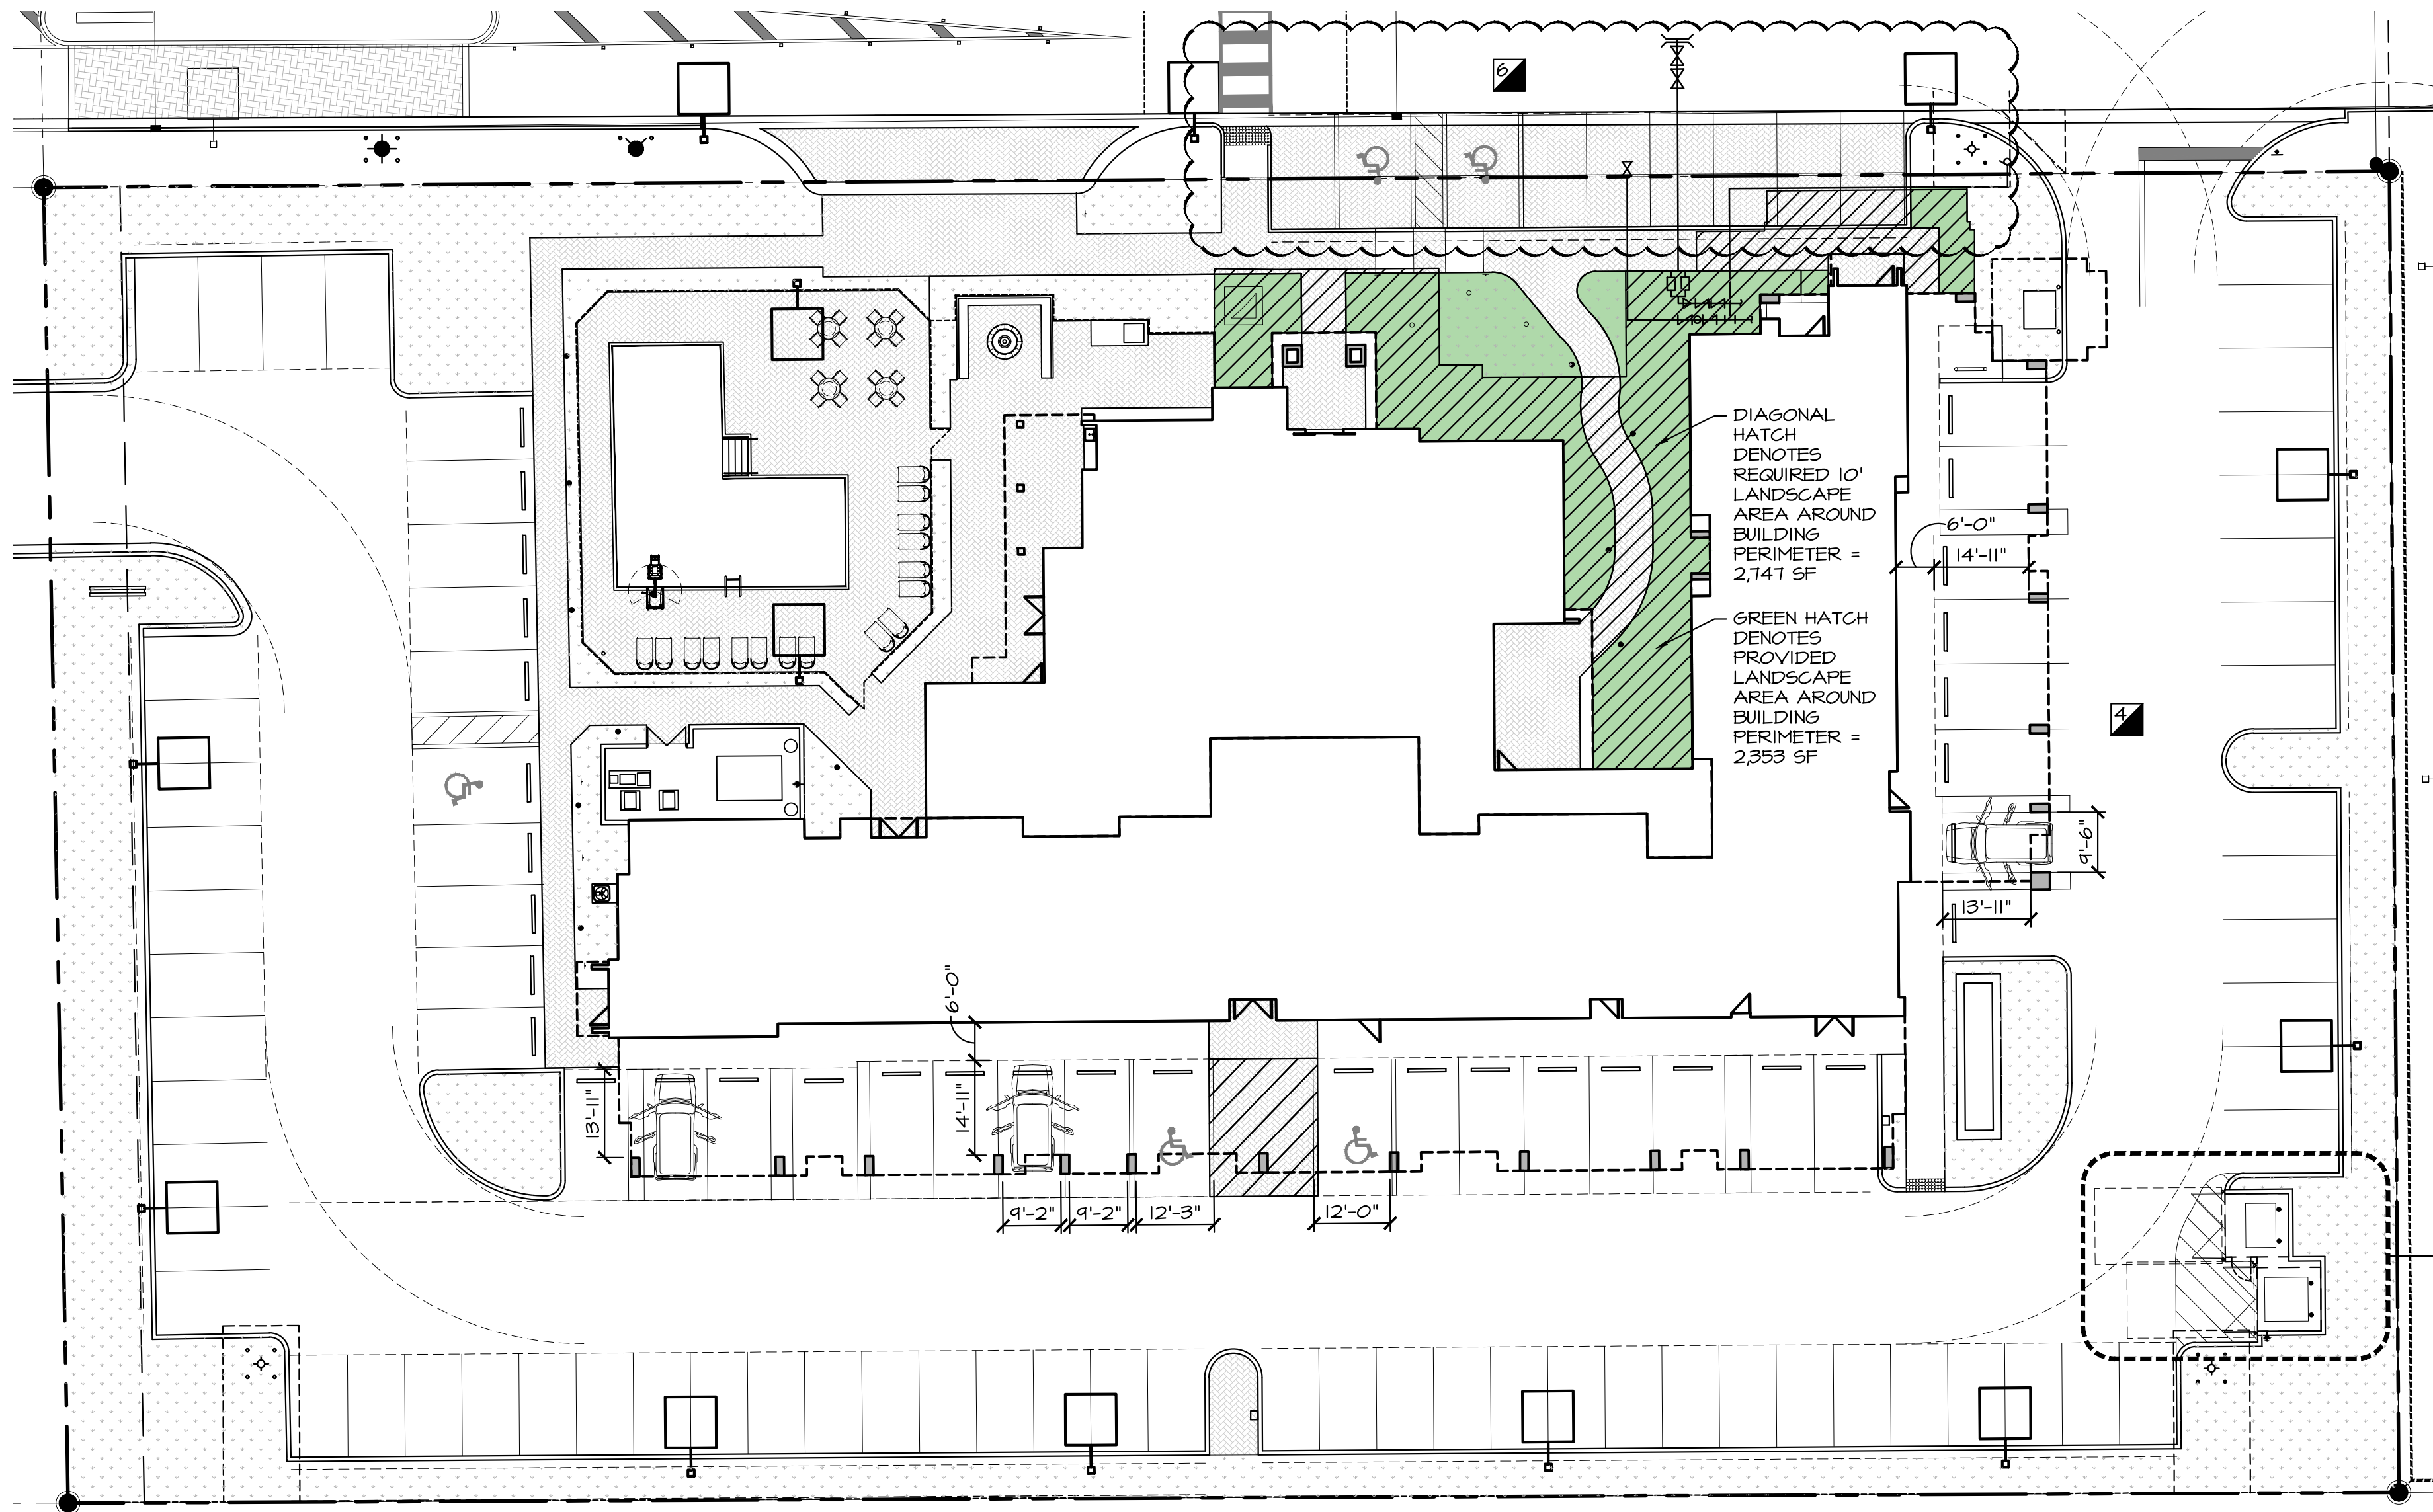 6
DIAGONAL
HATCH
DENOTES
REQUIRED 10'
LANDSCAPE
AREA AROUND
BUILDING
PERIMETER =
2,747 SF
6'-0"
14'-11"
GREEN HATCH
DENOTES
PROVIDED
LANDSCAPE
AREA AROUND
BUILDING
PERIMETER =
2,353 SF
4
9'-6"
13'-11"
6'-0"
13'-11"
14'-11"
9'-2"
9'-2"
12'-3"
12'-0"